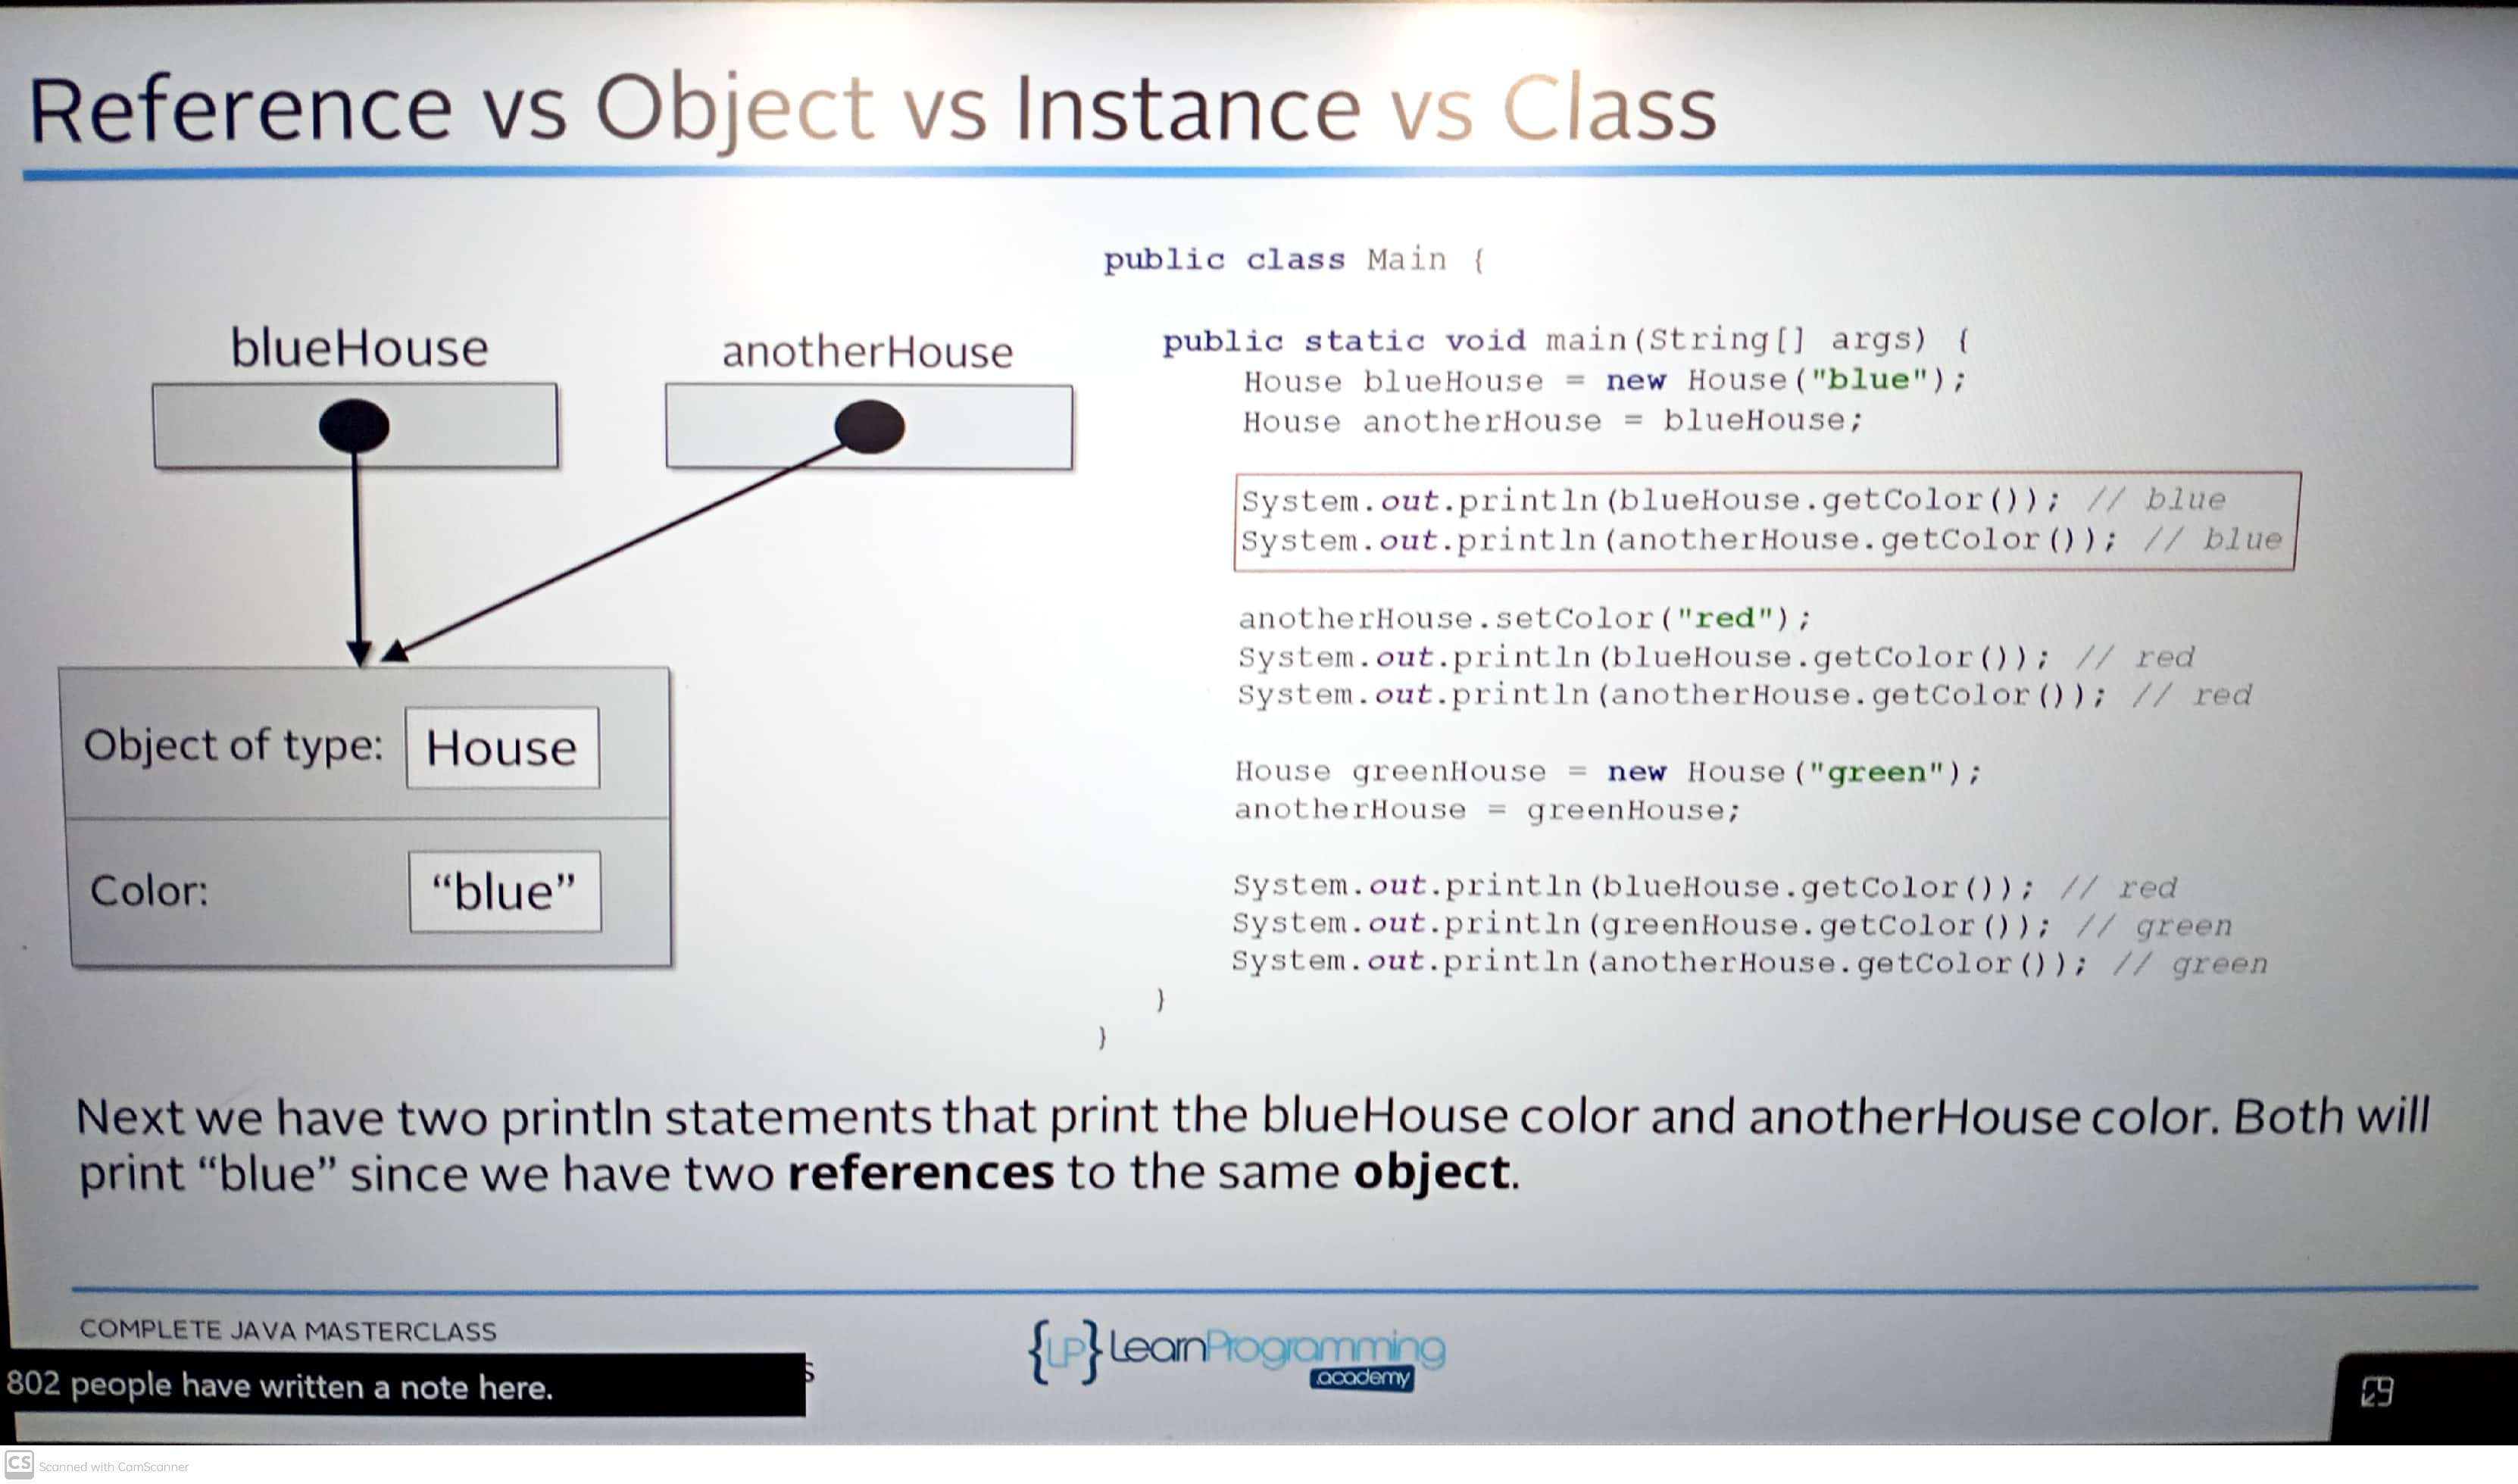 Reference vs Object vs Instance vs Class
blueHouse
anotherHouse
Object of type: House
Color: “blue”
public class Main {
public static void main(String[] args) {
House blueHouse = new House("blue");
House anotherHouse = blueHouse;
System.out.println(blueHouse.getColor()); // blue
System.out.println(anotherHouse.getColor()); // blue
anotherHouse.setColor("red");
System.out.println(blueHouse.getColor()); // red
System.out.println(anotherHouse.getColor()); // red
House greenHouse = new House("green");
anotherHouse = greenHouse;
System.out.println(blueHouse.getColor()); // red
System.out.println(greenHouse.getColor()); // green
System.out.println(anotherHouse.getColor()); // green
}
}
Next we have two println statements that print the blueHouse color and anotherHouse color. Both will
print “blue” since we have two references to the same object.
COMPLETE JAVA MASTERCLASS
802 people have written a note here.
{LP} LearnProgramming
.academy
CS Scanned with CamScanner